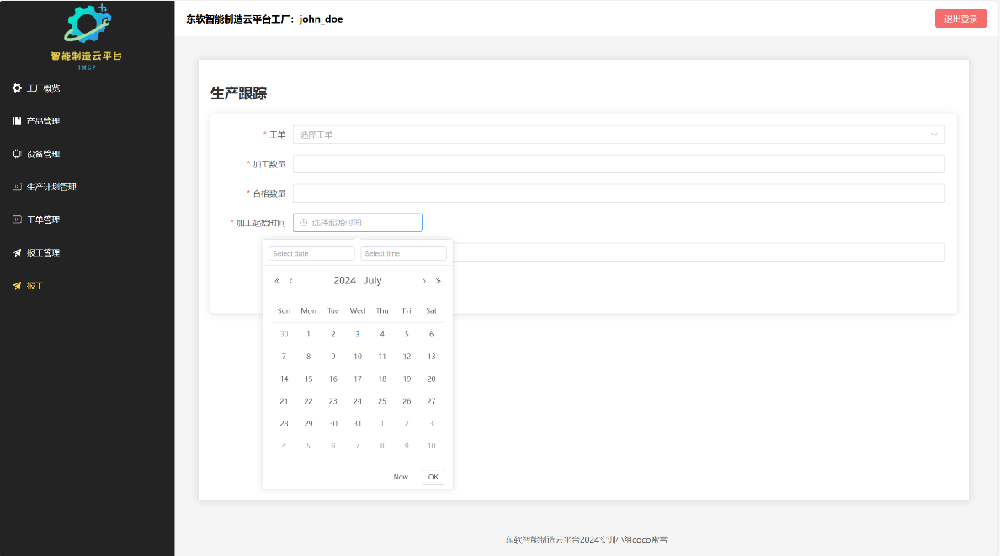 智能制造云平台
IMCP
工厂概览
产品管理
设备管理
生产计划管理
工单管理
报工管理
报工
东软智能制造云平台工厂：john_doe
退出登录
生产跟踪
* 工单 选择工单
* 加工数量
* 合格数量
* 加工起始时间 选择起始时间
Select date Select time
« ‹ 2024 July › »
Sun Mon Tue Wed Thu Fri Sat
30 1 2 3 4 5 6
7 8 9 10 11 12 13
14 15 16 17 18 19 20
21 22 23 24 25 26 27
28 29 30 31 1 2 3
4 5 6 7 8 9 10
Now OK
东软智能制造云平台2024实训小组coco蜜言